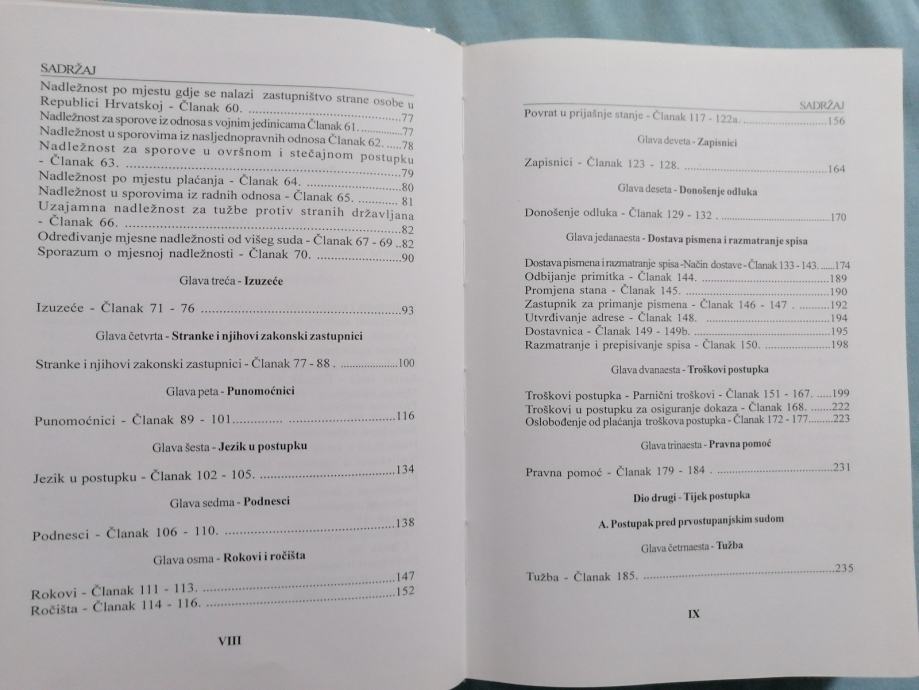 SADRŽAJ
Nadležnost po mjestu gdje se nalazi zastupništvo strane osobe u
Republici Hrvatskoj - Članak 60. ............................................77
Nadležnost za sporove iz odnosa s vojnim jedinicama Članak 61. ............77
Nadležnost u sporovima iz nasljednopravnih odnosa Članak 62. .....78
Nadležnost za sporove u ovršnom i stečajnom postupku
- Članak 63. ............................................79
Nadležnost po mjestu plaćanja - Članak 64. ............................80
Nadležnost u sporovima iz radnih odnosa - Članak 65. ............ 81
Uzajamna nadležnost za tužbe protiv stranih državljana
- Članak 66. ............................................82
Određivanje mjesne nadležnosti od višeg suda - Članak 67 - 69 ..82
Sporazum o mjesnoj nadležnosti - Članak 70. ............................90
Glava treća - Izuzeće
Izuzeće - Članak 71 - 76 ............................................93
Glava četvrta - Stranke i njihovi zakonski zastupnici
Stranke i njihovi zakonski zastupnici - Članak 77 - 88 . ..................100
Glava peta - Punomoćnici
Punomoćnici - Članak 89 - 101............... ............................116
Glava šesta - Jezik u postupku
Jezik u postupku - Članak 102 - 105. ............................134
Glava sedma - Podnesci
Podnesci - Članak 106 - 110. ............................................138
Glava osma - Rokovi i ročišta
Rokovi - Članak 111 - 113. ............................................147
Ročišta - Članak 114 - 116. ............................................152
VIII
SADRŽAJ
Povrat u prijašnje stanje - Članak 117 - 122a. ............................156
Glava deveta - Zapisnici
Zapisnici - Članak 123 - 128. ............................................164
Glava deseta - Donošenje odluka
Donošenje odluka - Članak 129 - 132 . ............................170
Glava jedanaesta - Dostava pismena i razmatranje spisa
Dostava pismena i razmatranje spisa -Način dostave - Članak 133 - 143. ......174
Odbijanje primitka - Članak 144. ............................................189
Promjena stana - Članak 145. ............................................190
Zastupnik za primanje pismena - Članak 146 - 147 . ............192
Utvrđivanje adrese - Članak 148. ............................................194
Dostavnica - Članak 149 - 149b. ............................................195
Razmatranje i prepisivanje spisa - Članak 150. ............................198
Glava dvanaesta - Troškovi postupka
Troškovi postupka - Parnični troškovi - Članak 151 - 167. .....199
Troškovi u postupku za osiguranje dokaza - Članak 168. .......222
Oslobođenje od plaćanja troškova postupka - Članak 172 - 177.......223
Glava trinaesta - Pravna pomoć
Pravna pomoć - Članak 179 - 184 . ............................231
Dio drugi - Tijek postupka
A. Postupak pred prvostupanjskim sudom
Glava četrnaesta - Tužba
Tužba - Članak 185. ............................................235
IX